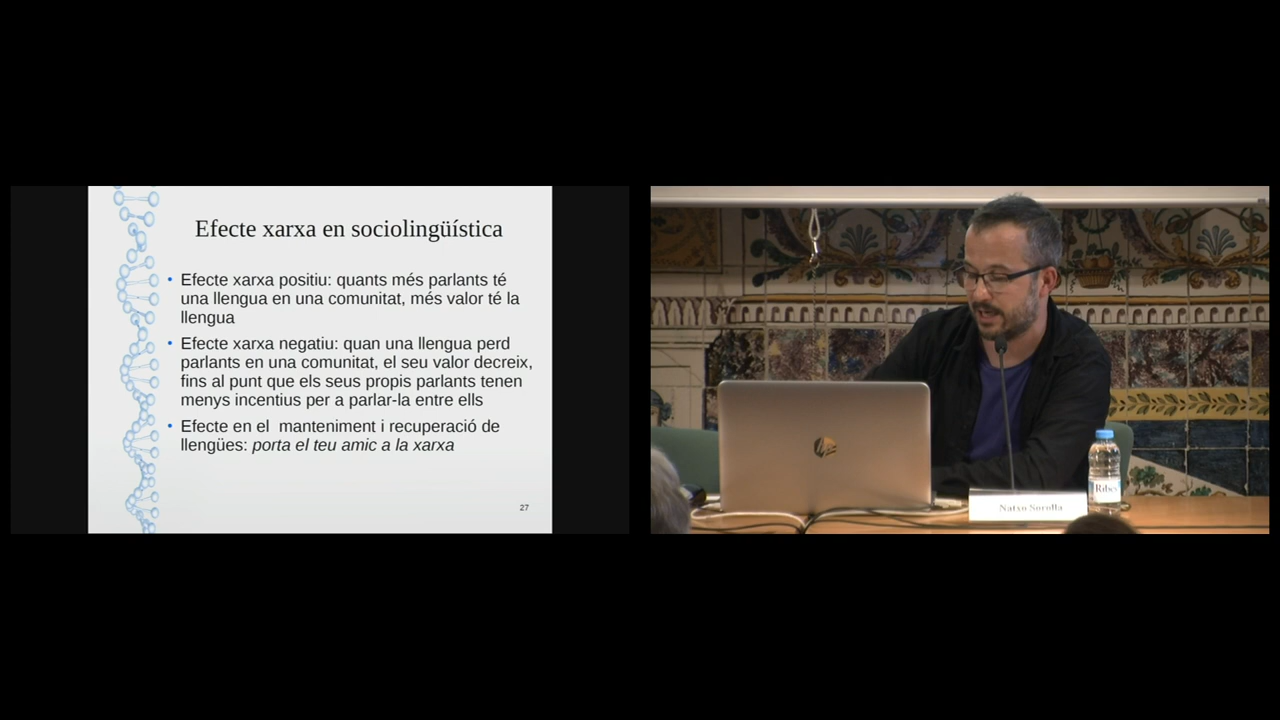 Efecte xarxa en sociolingüística
• Efecte xarxa positiu: quants més parlants té
una llengua en una comunitat, més valor té la
llengua
• Efecte xarxa negatiu: quan una llengua perd
parlants en una comunitat, el seu valor decreix,
fins al punt que els seus propis parlants tenen
menys incentius per a parlar-la entre ells
• Efecte en el  manteniment i recuperació de
llengües: porta el teu amic a la xarxa
27
hp
Natxo Sorolla
Ribes